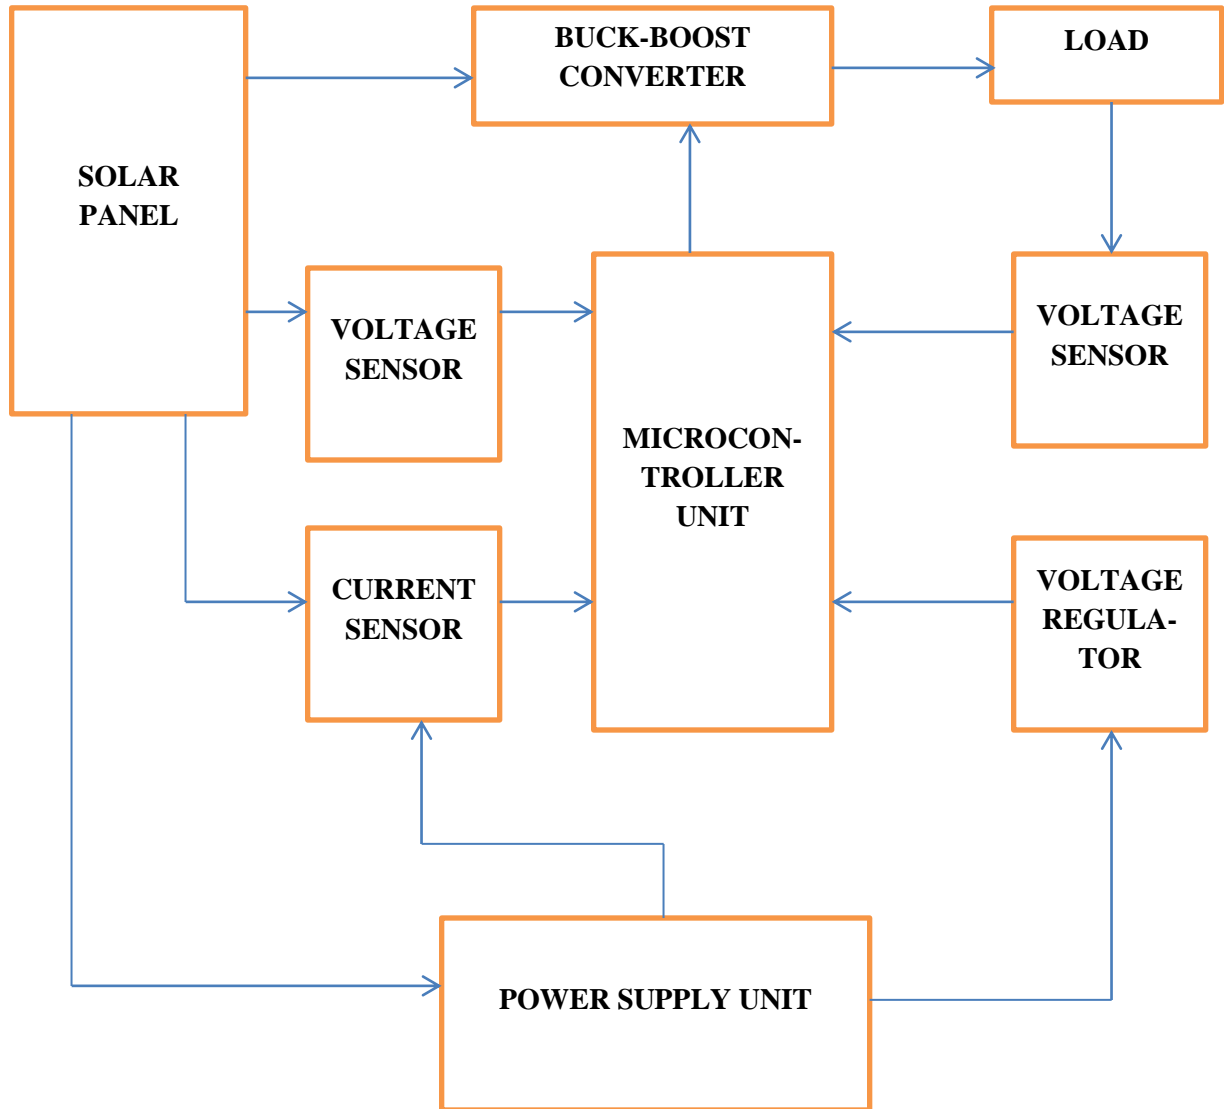 BUCK-BOOST
CONVERTER
LOAD
SOLAR
PANEL
VOLTAGE
SENSOR
VOLTAGE
SENSOR
MICROCON-
TROLLER
UNIT
CURRENT
SENSOR
VOLTAGE
REGULA-
TOR
POWER SUPPLY UNIT